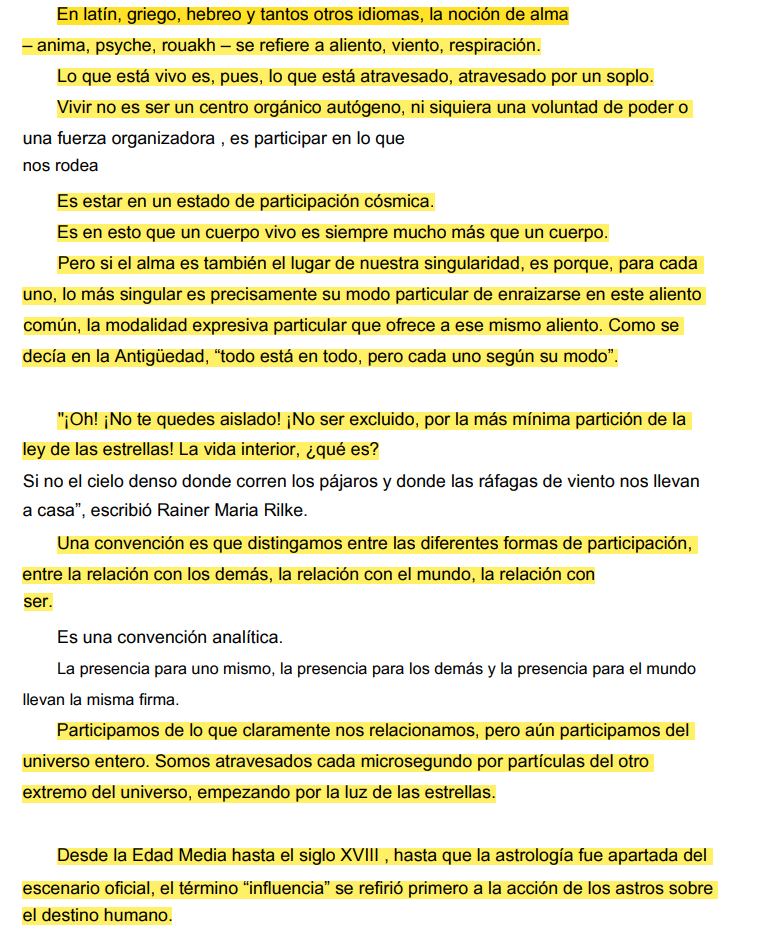 En latín, griego, hebreo y tantos otros idiomas, la noción de alma
– anima, psyche, rouakh – se refiere a aliento, viento, respiración.
Lo que está vivo es, pues, lo que está atravesado, atravesado por un soplo.
Vivir no es ser un centro orgánico autógeno, ni siquiera una voluntad de poder o
una fuerza organizadora , es participar en lo que
nos rodea
Es estar en un estado de participación cósmica.
Es en esto que un cuerpo vivo es siempre mucho más que un cuerpo.
Pero si el alma es también el lugar de nuestra singularidad, es porque, para cada
uno, lo más singular es precisamente su modo particular de enraizarse en este aliento
común, la modalidad expresiva particular que ofrece a ese mismo aliento. Como se
decía en la Antigüedad, “todo está en todo, pero cada uno según su modo”.
"¡Oh! ¡No te quedes aislado! ¡No ser excluido, por la más mínima partición de la
ley de las estrellas! La vida interior, ¿qué es?
Si no el cielo denso donde corren los pájaros y donde las ráfagas de viento nos llevan
a casa”, escribió Rainer Maria Rilke.
Una convención es que distingamos entre las diferentes formas de participación,
entre la relación con los demás, la relación con el mundo, la relación con
ser.
Es una convención analítica.
La presencia para uno mismo, la presencia para los demás y la presencia para el mundo
llevan la misma firma.
Participamos de lo que claramente nos relacionamos, pero aún participamos del
universo entero. Somos atravesados cada microsegundo por partículas del otro
extremo del universo, empezando por la luz de las estrellas.
Desde la Edad Media hasta el siglo XVIII , hasta que la astrología fue apartada del
escenario oficial, el término “influencia” se refirió primero a la acción de los astros sobre
el destino humano.